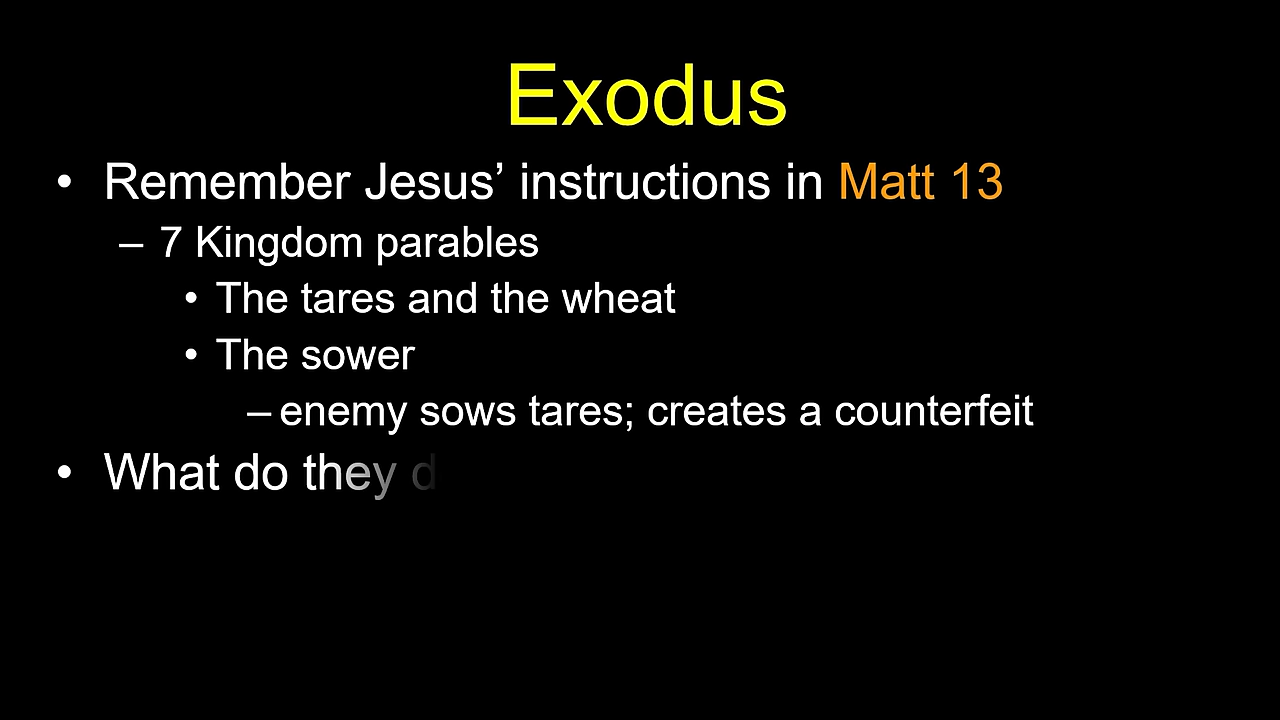 Exodus
• Remember Jesus’ instructions in Matt 13
– 7 Kingdom parables
• The tares and the wheat
• The sower
– enemy sows tares; creates a counterfeit
• What do they d